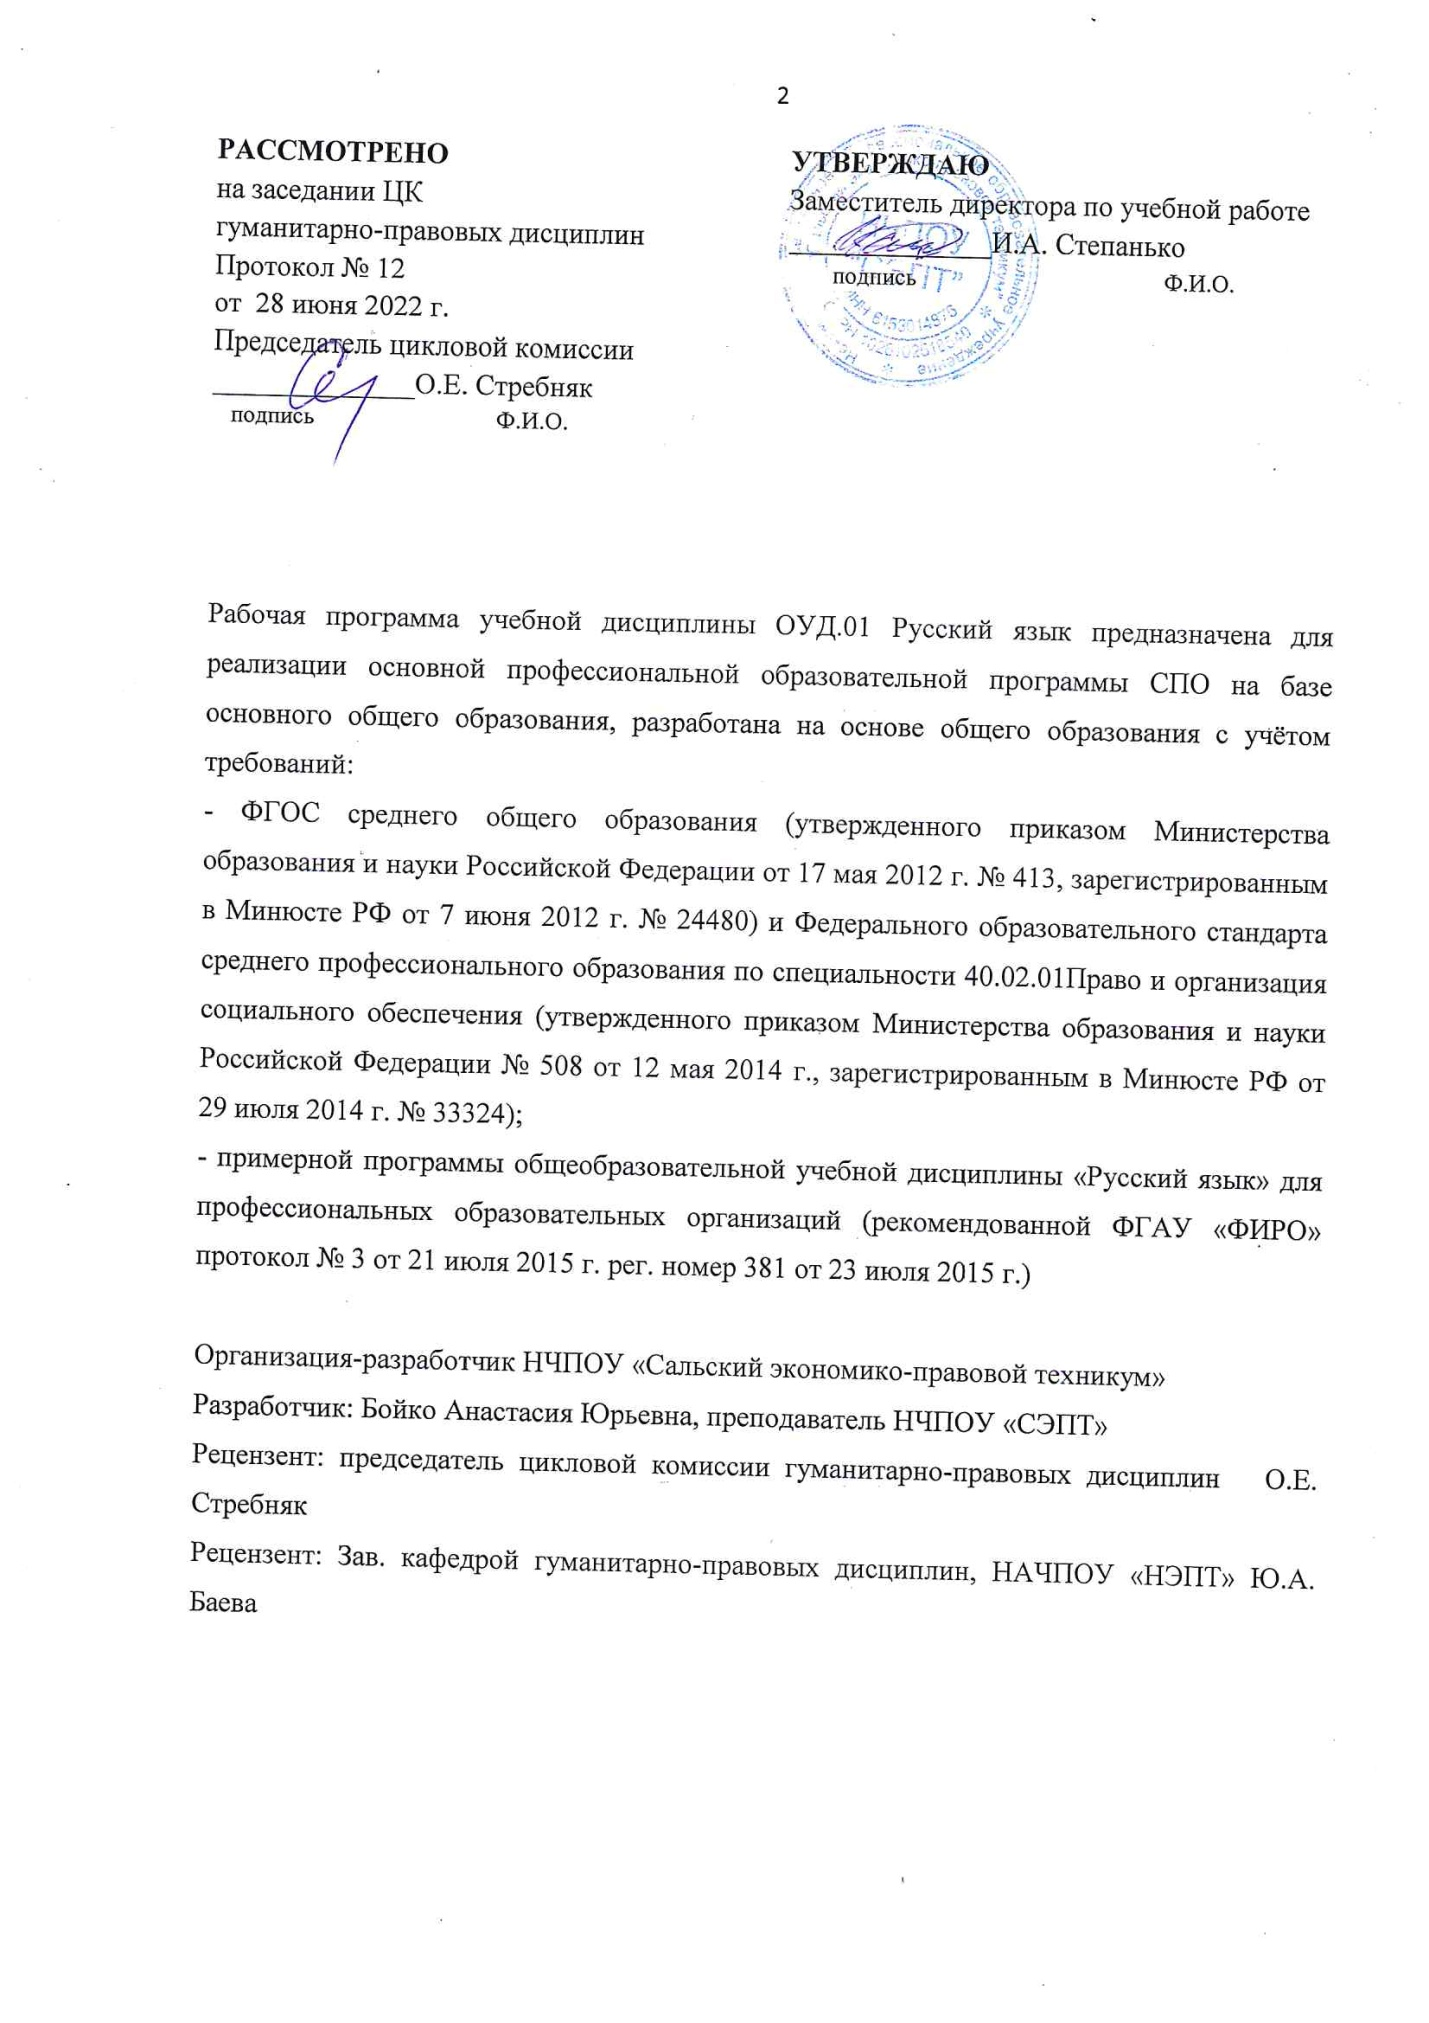 2
РАССМОТРЕНО
на заседании ЦК
гуманитарно-правовых дисциплин
Протокол № 12
от 28 июня 2022 г.
Председатель цикловой комиссии
______________О.Е. Стребняк
подпись Ф.И.О.
УТВЕРЖДАЮ
Заместитель директора по учебной работе
______________И.А. Степанько
подпись Ф.И.О.
Рабочая программа учебной дисциплины ОУД.01 Русский язык предназначена для
реализации основной профессиональной образовательной программы СПО на базе
основного общего образования, разработана на основе общего образования с учётом
требований:
- ФГОС среднего общего образования (утвержденного приказом Министерства
образования и науки Российской Федерации от 17 мая 2012 г. № 413, зарегистрированным
в Минюсте РФ от 7 июня 2012 г. № 24480) и Федерального образовательного стандарта
среднего профессионального образования по специальности 40.02.01Право и организация
социального обеспечения (утвержденного приказом Министерства образования и науки
Российской Федерации № 508 от 12 мая 2014 г., зарегистрированным в Минюсте РФ от
29 июля 2014 г. № 33324);
- примерной программы общеобразовательной учебной дисциплины «Русский язык» для
профессиональных образовательных организаций (рекомендованной ФГАУ «ФИРО»
протокол № 3 от 21 июля 2015 г. рег. номер 381 от 23 июля 2015 г.)
Организация-разработчик НЧПОУ «Сальский экономико-правовой техникум»
Разработчик: Бойко Анастасия Юрьевна, преподаватель НЧПОУ «СЭПТ»
Рецензент: председатель цикловой комиссии гуманитарно-правовых дисциплин О.Е.
Стребняк
Рецензент: Зав. кафедрой гуманитарно-правовых дисциплин, НАЧПОУ «НЭПТ» Ю.А.
Баева